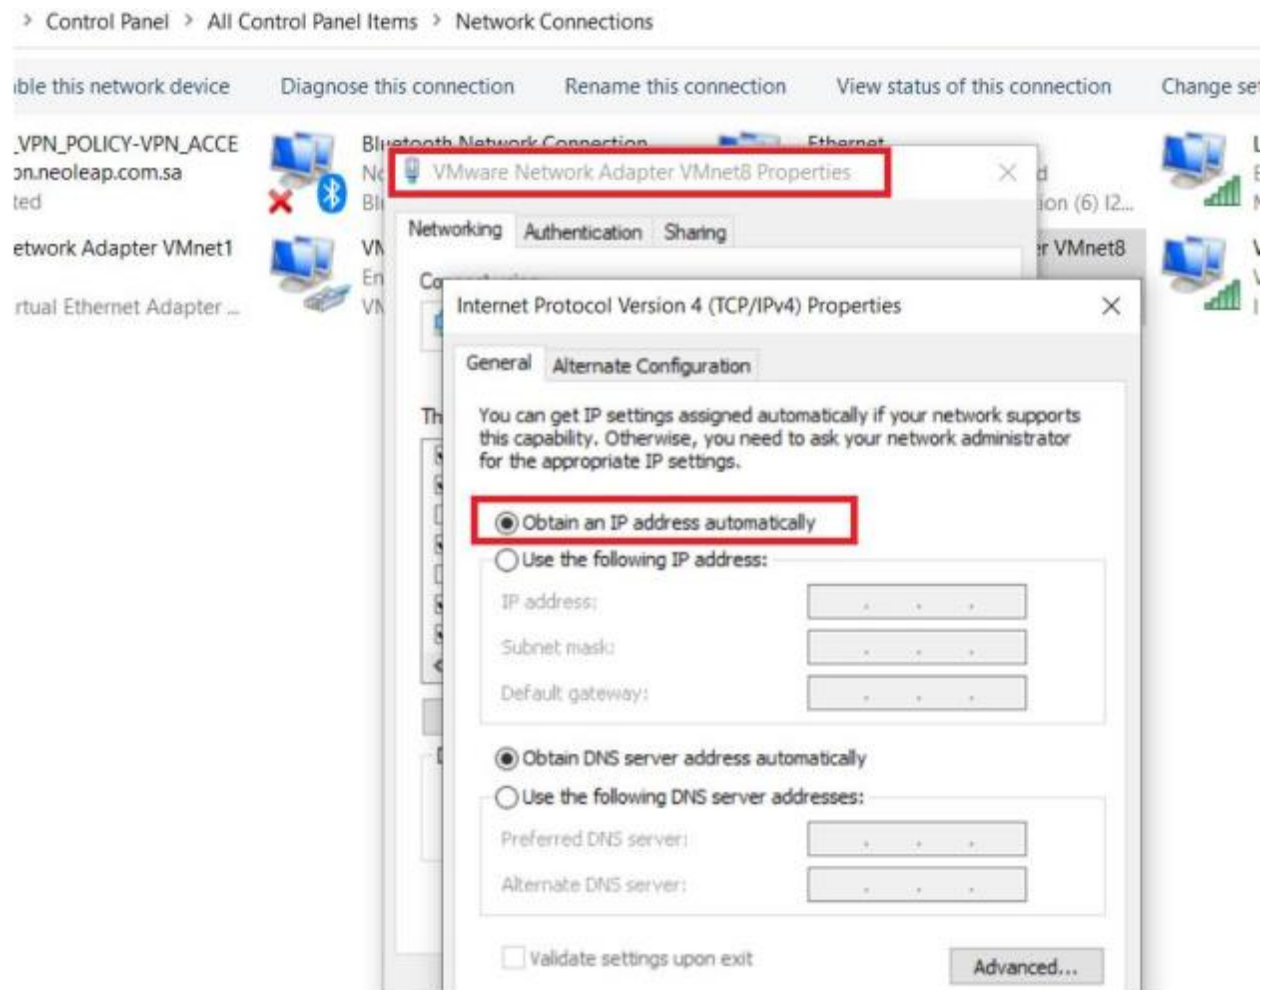 > Control Panel > All Control Panel Items > Network Connections
ble this network device Diagnose this connection Rename this connection View status of this connection Change set
_VPN_POLICY-VPN_ACCE
on.neoleap.com.sa
ted
Bluetooth Network Connection
Ethernet
ion (6) I2...
etwork Adapter VMnet1
rtual Ethernet Adapter ...
er VMnet8
VMware Network Adapter VMnet8 Properties
Networking Authentication Sharing
Internet Protocol Version 4 (TCP/IPv4) Properties
General Alternate Configuration
You can get IP settings assigned automatically if your network supports
this capability. Otherwise, you need to ask your network administrator
for the appropriate IP settings.
Obtain an IP address automatically
Use the following IP address:
IP address:
Subnet mask:
Default gateway:
Obtain DNS server address automatically
Use the following DNS server addresses:
Preferred DNS server:
Alternate DNS server:
Validate settings upon exit
Advanced...